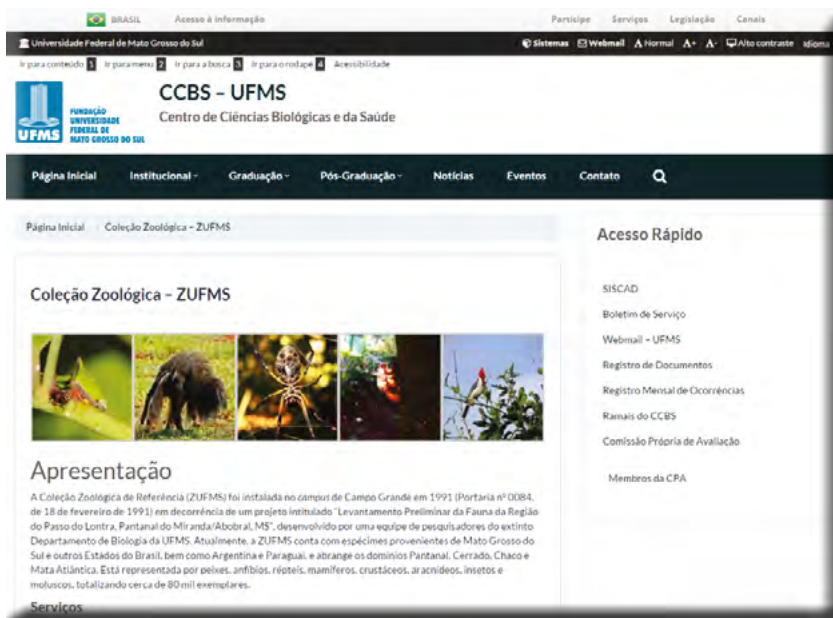 BRASIL Acesso à informação Participe Serviços Legislação Canais
Universidade Federal de Mato Grosso do Sul Sistemas Webmail A Normal A+ A- Alto contraste Idioma
Ir para conteúdo 1 Ir para menu 2 Ir para a busca 3 Ir para o rodapé 4 Acessibilidade
CCBS – UFMS
Centro de Ciências Biológicas e da Saúde
FUNDAÇÃO
UNIVERSIDADE
FEDERAL DE
MATO GROSSO DO SUL
UFMS
Página Inicial Institucional Graduação Pós-Graduação Notícias Eventos Contato
Página Inicial Coleção Zoológica – ZUFMS
Acesso Rápido
Coleção Zoológica – ZUFMS
SISCAD
Boletim de Serviço
Webmail – UFMS
Registro de Documentos
Registro Mensal de Ocorrências
Ramais do CCBS
Comissão Própria de Avaliação
Membros da CPA
Apresentação
A Coleção Zoológica de Referência (ZUFMS) foi instalada no campus de Campo Grande em 1991 (Portaria nº 0084,
de 18 de fevereiro de 1991) em decorrência de um projeto intitulado "Levantamento Preliminar da Fauna da Região
do Passo do Lontra, Pantanal do Miranda/Abobral, MS", desenvolvido por uma equipe de pesquisadores do extinto
Departamento de Biologia da UFMS. Atualmente, a ZUFMS conta com espécimes provenientes de Mato Grosso do
Sul e outros Estados do Brasil, bem como Argentina e Paraguai, e abrange os domínios Pantanal, Cerrado, Chaco e
Mata Atlântica. Está representada por peixes, anfíbios, répteis, mamíferos, crustáceos, aracnídeos, insetos e
moluscos, totalizando cerca de 80 mil exemplares.
Serviços